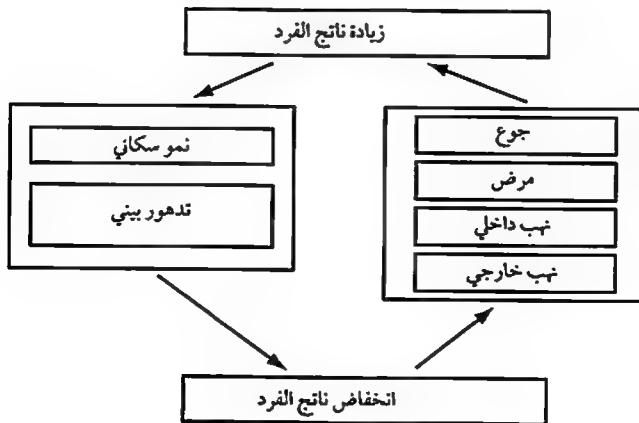 زيادة ناتج الفرد
جوع
مرض
نهب داخلي
نهب خارجي
نمو سكاني
تدهور بيئي
انخفاض ناتج الفرد